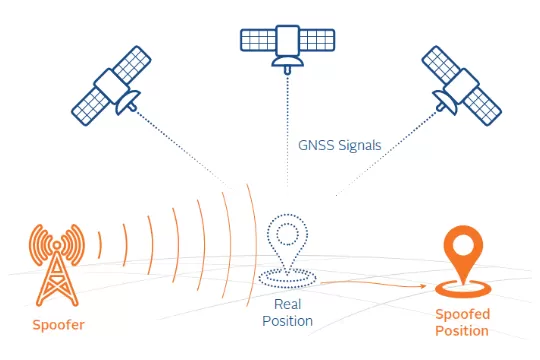 GNSS Signals
Real
Position
Spoofer
Spoofed
Position